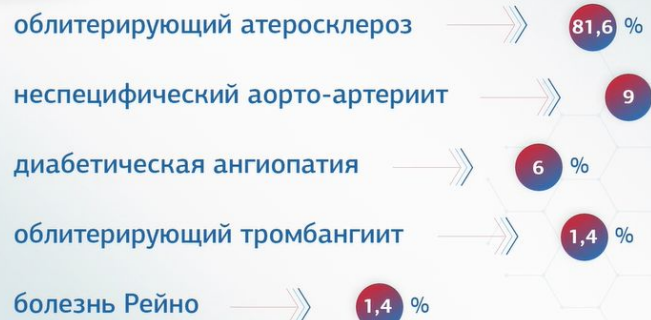 облитерирующий атеросклероз 81,6 %
неспецифический аорто-артериит 9
диабетическая ангиопатия 6 %
облитерирующий тромбангиит 1,4 %
болезнь Рейно 1,4 %